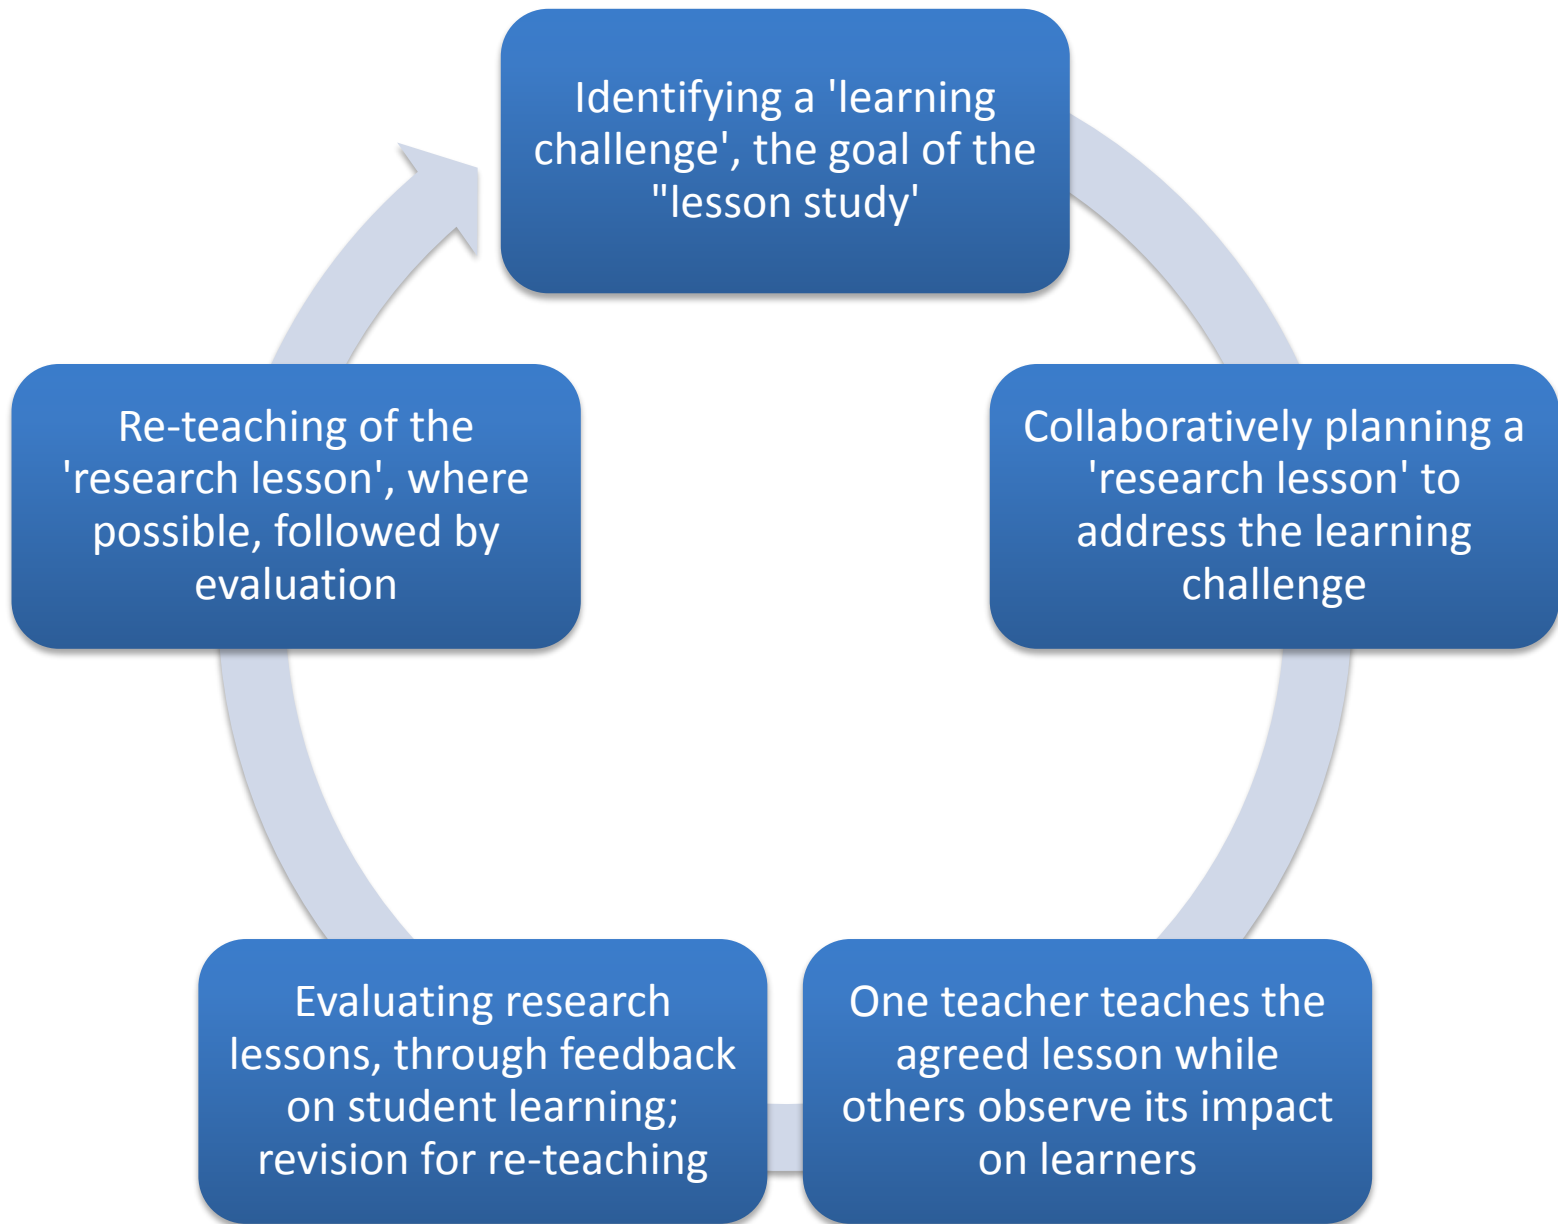 Identifying a 'learning
challenge', the goal of the
"lesson study'
Collaboratively planning a
'research lesson' to
address the learning
challenge
One teacher teaches the
agreed lesson while
others observe its impact
on learners
Evaluating research
lessons, through feedback
on student learning;
revision for re-teaching
Re-teaching of the
'research lesson', where
possible, followed by
evaluation